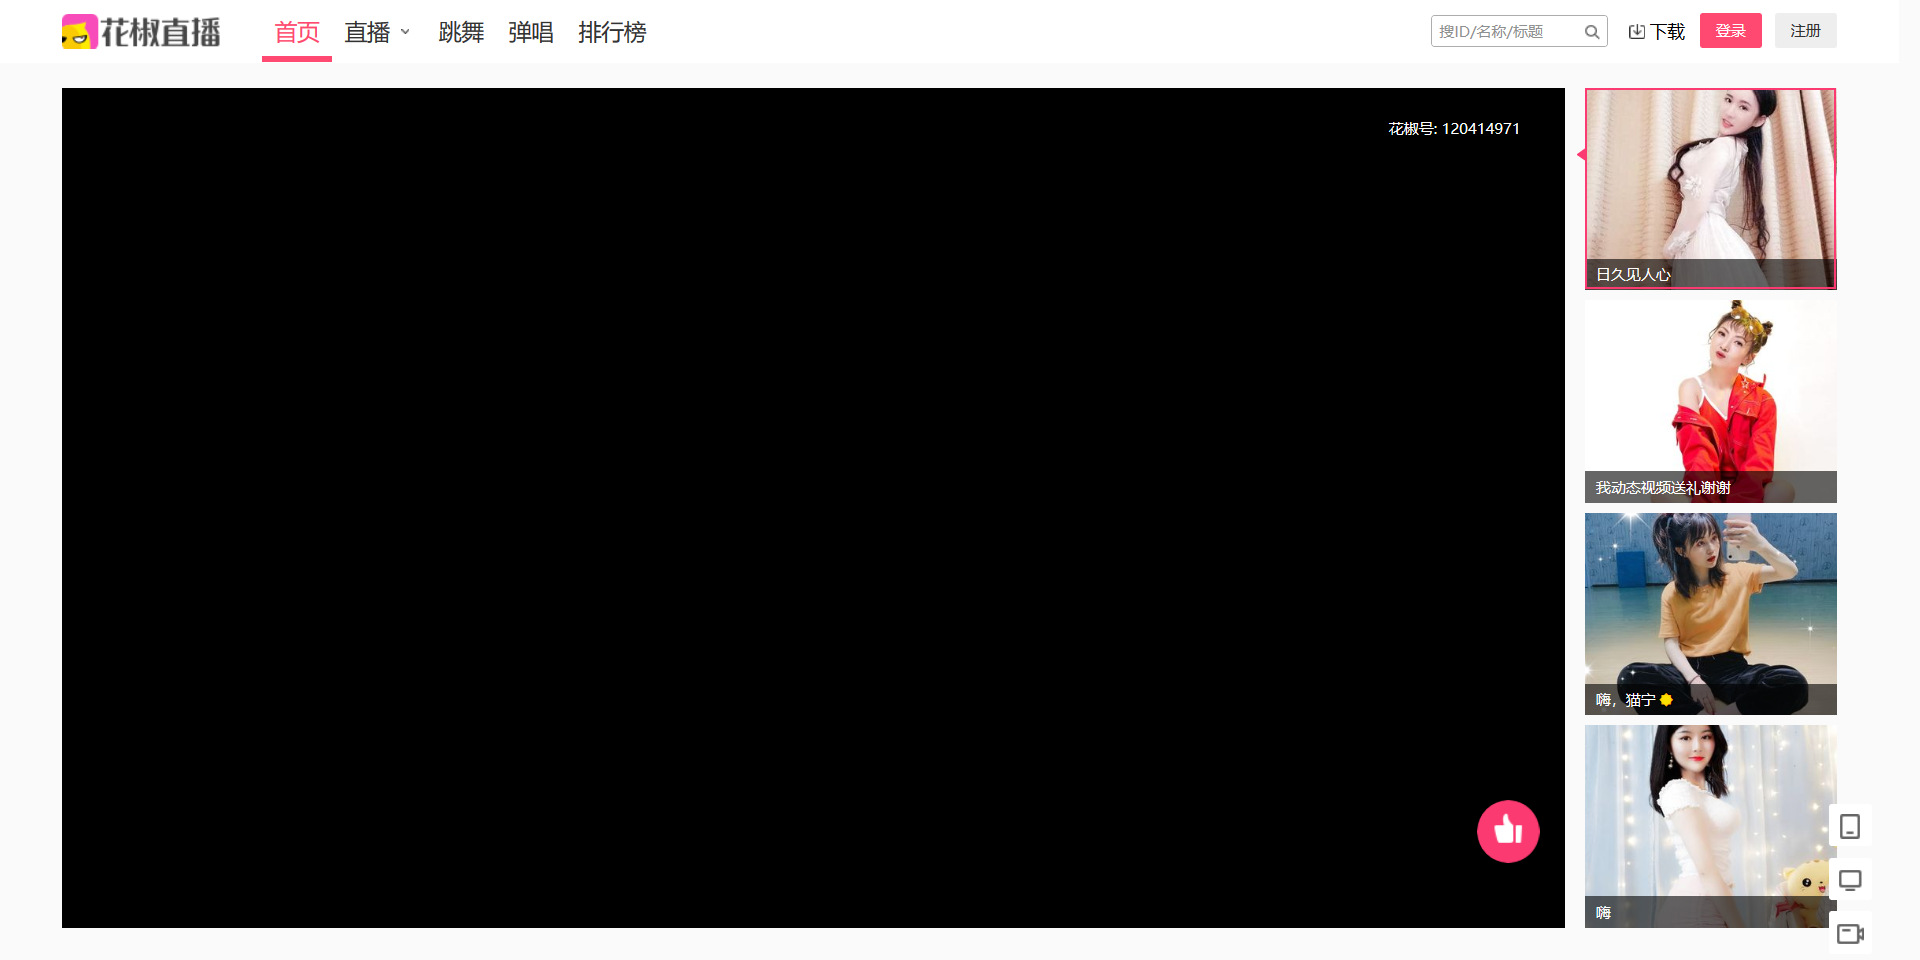 花椒直播
首页
直播
跳舞
弹唱
排行榜
搜ID/名称/标题
下载
登录
注册
花椒号: 120414971
日久见人心
我动态视频送礼谢谢
嗨，猫宁
嗨